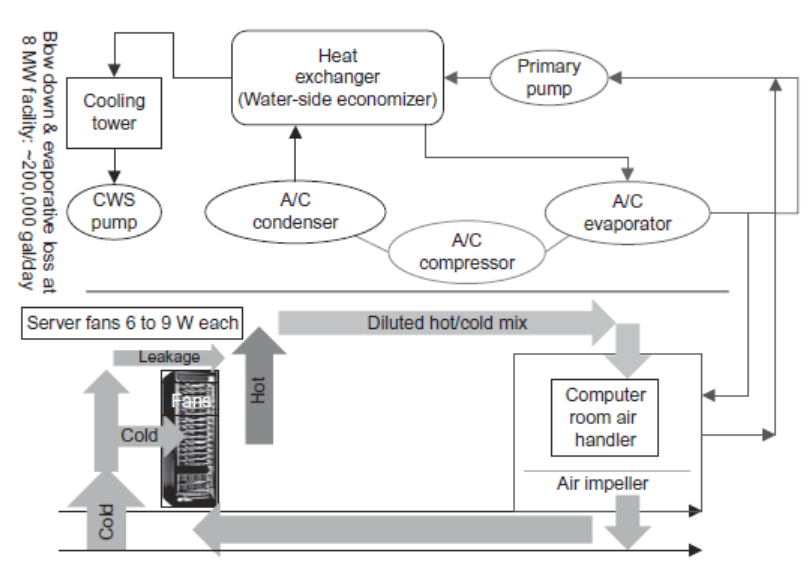 Blow down & evaporative loss at
8 MW facility: ~200,000 gal/day
Cooling
tower
CWS
pump
Heat
exchanger
(Water-side economizer)
Primary
pump
A/C
condenser
A/C
compressor
A/C
evaporator
Server fans 6 to 9 W each
Diluted hot/cold mix
Leakage
Fans
Hot
Cold
Cold
Computer
room air
handler
Air impeller